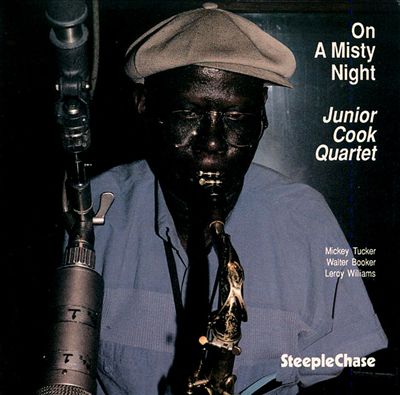 On
A Misty
Night
Junior
Cook
Quartet
Mickey Tucker
Walter Booker
Leroy Williams
SteepleChase